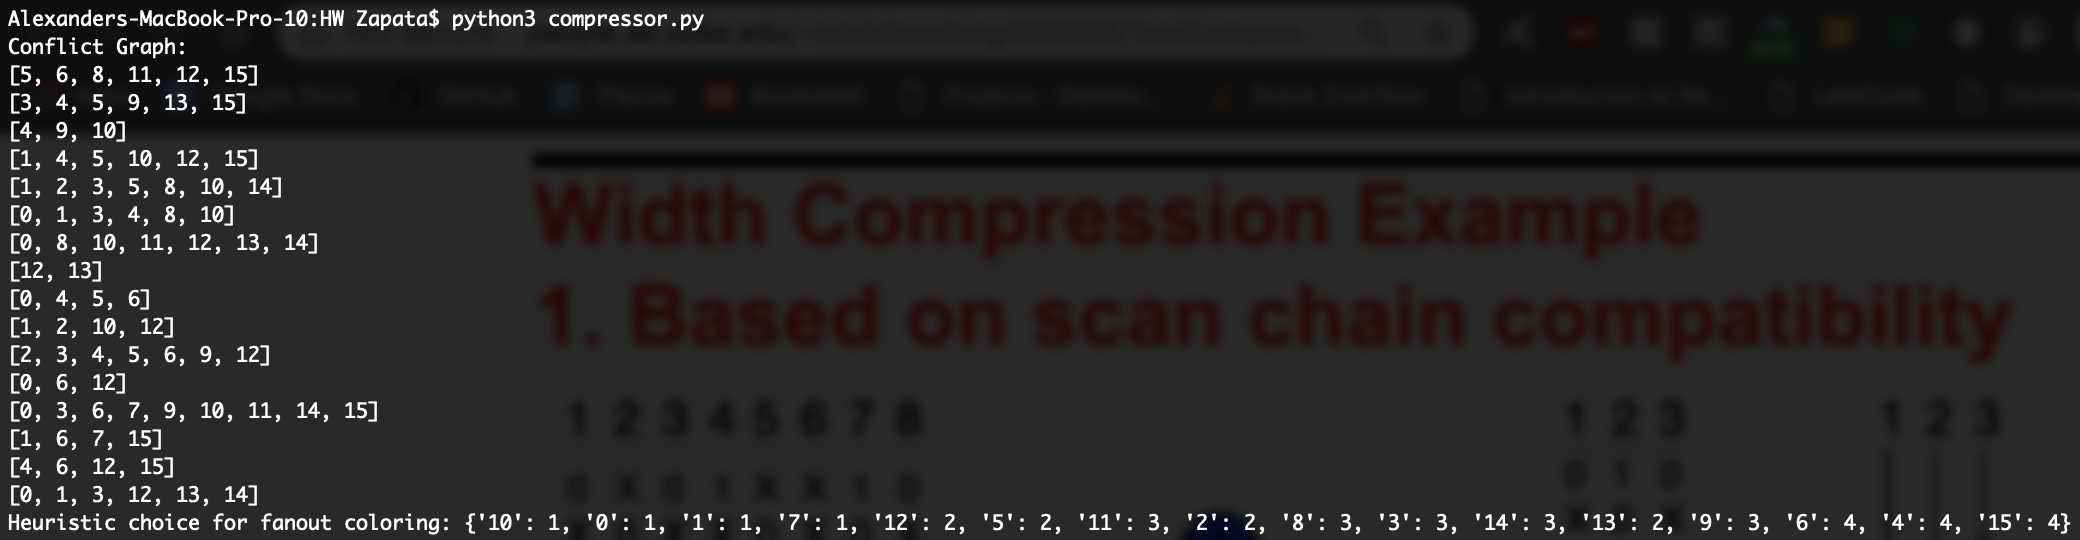 Alexanders-MacBook-Pro-10:HW Zapata$ python3 compressor.py
Conflict Graph:
[5, 6, 8, 11, 12, 15]
[3, 4, 5, 9, 13, 15]
[4, 9, 10]
[1, 4, 5, 10, 12, 15]
[1, 2, 3, 5, 8, 10, 14]
[0, 1, 3, 4, 8, 10]
[0, 8, 10, 11, 12, 13, 14]
[12, 13]
[0, 4, 5, 6]
[1, 2, 10, 12]
[2, 3, 4, 5, 6, 9, 12]
[0, 6, 12]
[0, 3, 6, 7, 9, 10, 11, 14, 15]
[1, 6, 7, 15]
[4, 6, 12, 15]
[0, 1, 3, 12, 13, 14]
Heuristic choice for fanout coloring: {'10': 1, '0': 1, '1': 1, '7': 1, '12': 2, '5': 2, '11': 3, '2': 2, '8': 3, '3': 3, '14': 3, '13': 2, '9': 3, '6': 4, '4': 4, '15': 4}
Width Compression Example
1. Based on scan chain compatibility
1 2 3 4 5 6 7 8
1 2 3
1 2 3
0 X 0 1 X X 1 0
0 1 0